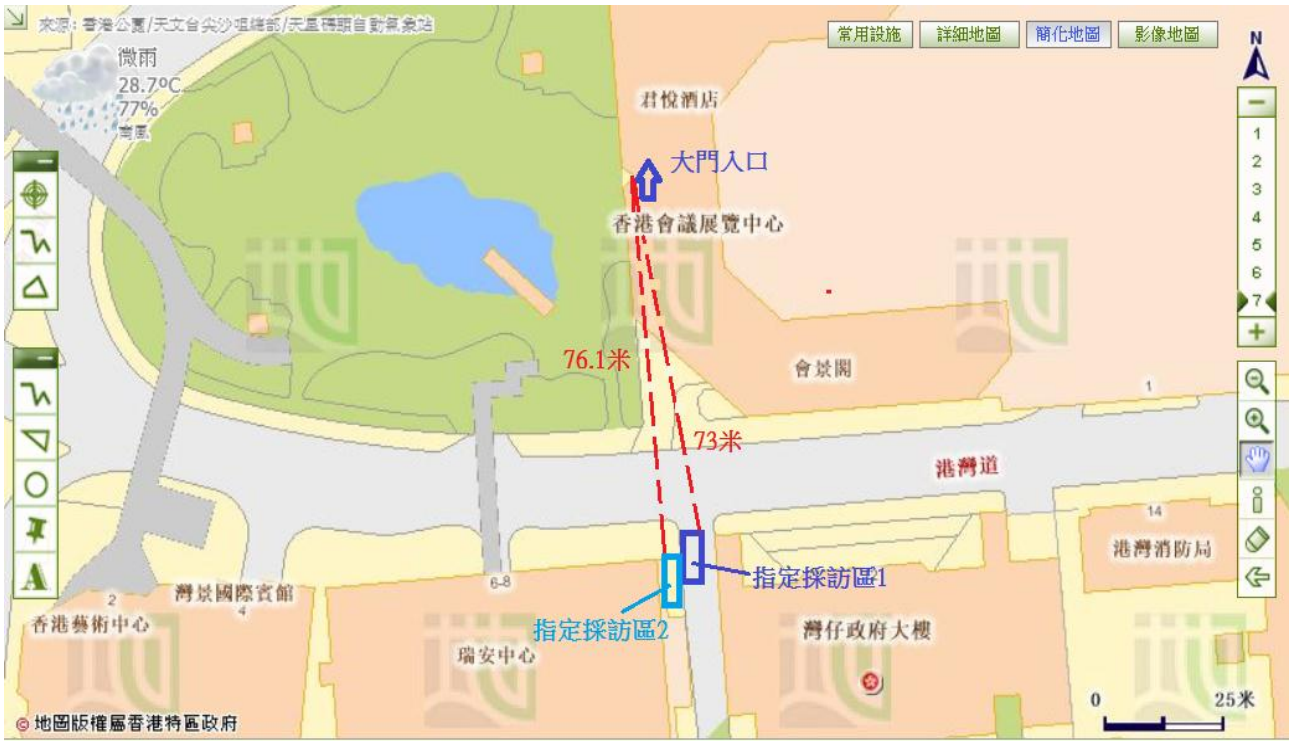 來源: 香港公園/天文台尖沙咀總部/天星碼頭自動氣象站
微雨
28.7ºC
77%
南風
常用設施
詳細地圖
簡化地圖
影像地圖
N
1
2
3
4
5
6
7
君悅酒店
大門入口
香港會議展覽中心
76.1米
會景閣
1
73米
港灣道
14
港灣消防局
指定採訪區1
灣景國際賓館
4
6-8
2
香港藝術中心
指定採訪區2
灣仔政府大樓
瑞安中心
A
0
25米
© 地圖版權屬香港特區政府